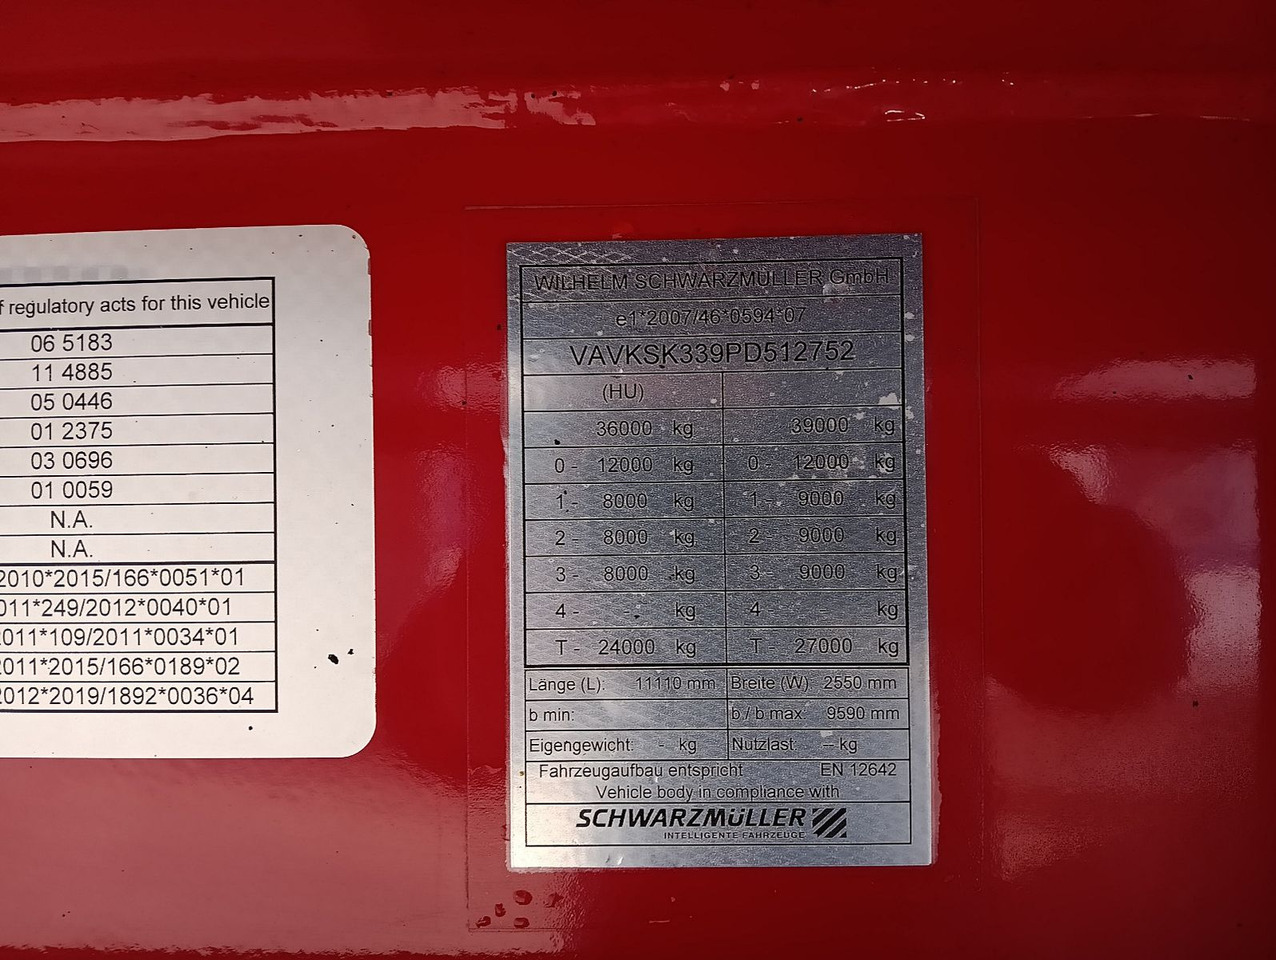 f regulatory acts for this vehicle
06 5183
11 4885
05 0446
01 2375
03 0696
01 0059
N.A.
N.A.
2010*2015/166*0051*01
011*249/2012*0040*01
2011*109/2011*0034*01
2011*2015/166*0189*02
2012*2019/1892*0036*04
WILHELM SCHWARZMÜLLER GmbH
e1*2007/46*0594*07
VAVKSK339PD512752
(HU)
36000 kg 39000 kg
0 - 12000 kg 0 - 12000 kg
1 - 8000 kg 1 - 9000 kg
2 - 8000 kg 2 - 9000 kg
3 - 8000 kg 3 - 9000 kg
4 - - kg 4 - - kg
T - 24000 kg T - 27000 kg
Länge (L): 11110 mm Breite (W) 2550 mm
b min: b / b max 9590 mm
Eigengewicht: - kg Nutzlast: - kg
Fahrzeugaufbau entspricht EN 12642
Vehicle body in compliance with
SCHWARZMÜLLER
INTELLIGENTE FAHRZEUGE